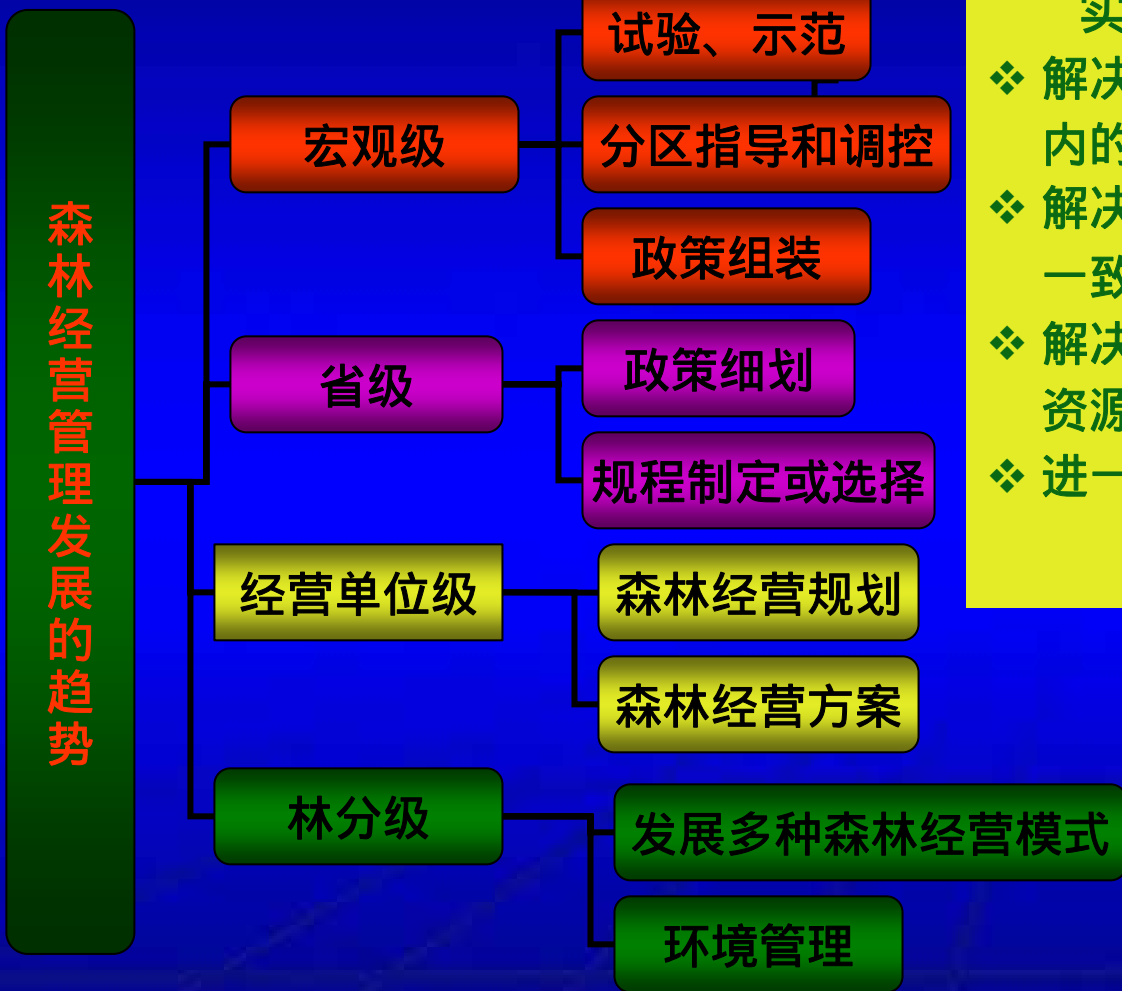 森林经营管理发展的趋势
宏观级
试验、示范
分区指导和调控
政策组装
省级
政策细划
规程制定或选择
经营单位级
森林经营规划
森林经营方案
林分级
发展多种森林经营模式
环境管理
实
❖ 解决
内的
❖ 解决
一致
❖ 解决
资源
❖ 进一